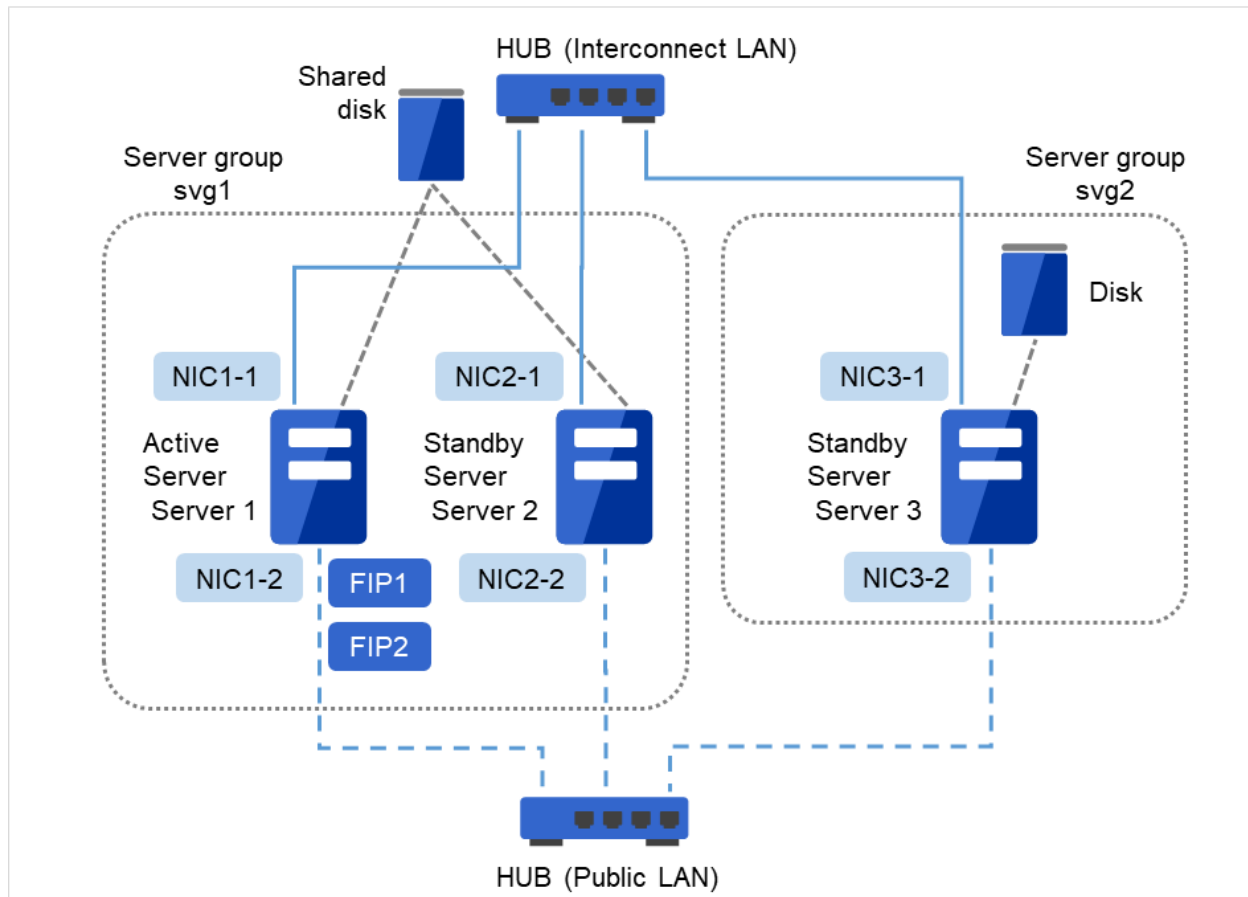 HUB (Interconnect LAN)
Shared
disk
Server group
svg1
Server group
svg2
Disk
NIC1-1
NIC2-1
NIC3-1
Active
Server
Server 1
Standby
Server
Server 2
Standby
Server
Server 3
NIC1-2
FIP1
NIC2-2
NIC3-2
FIP2
HUB (Public LAN)